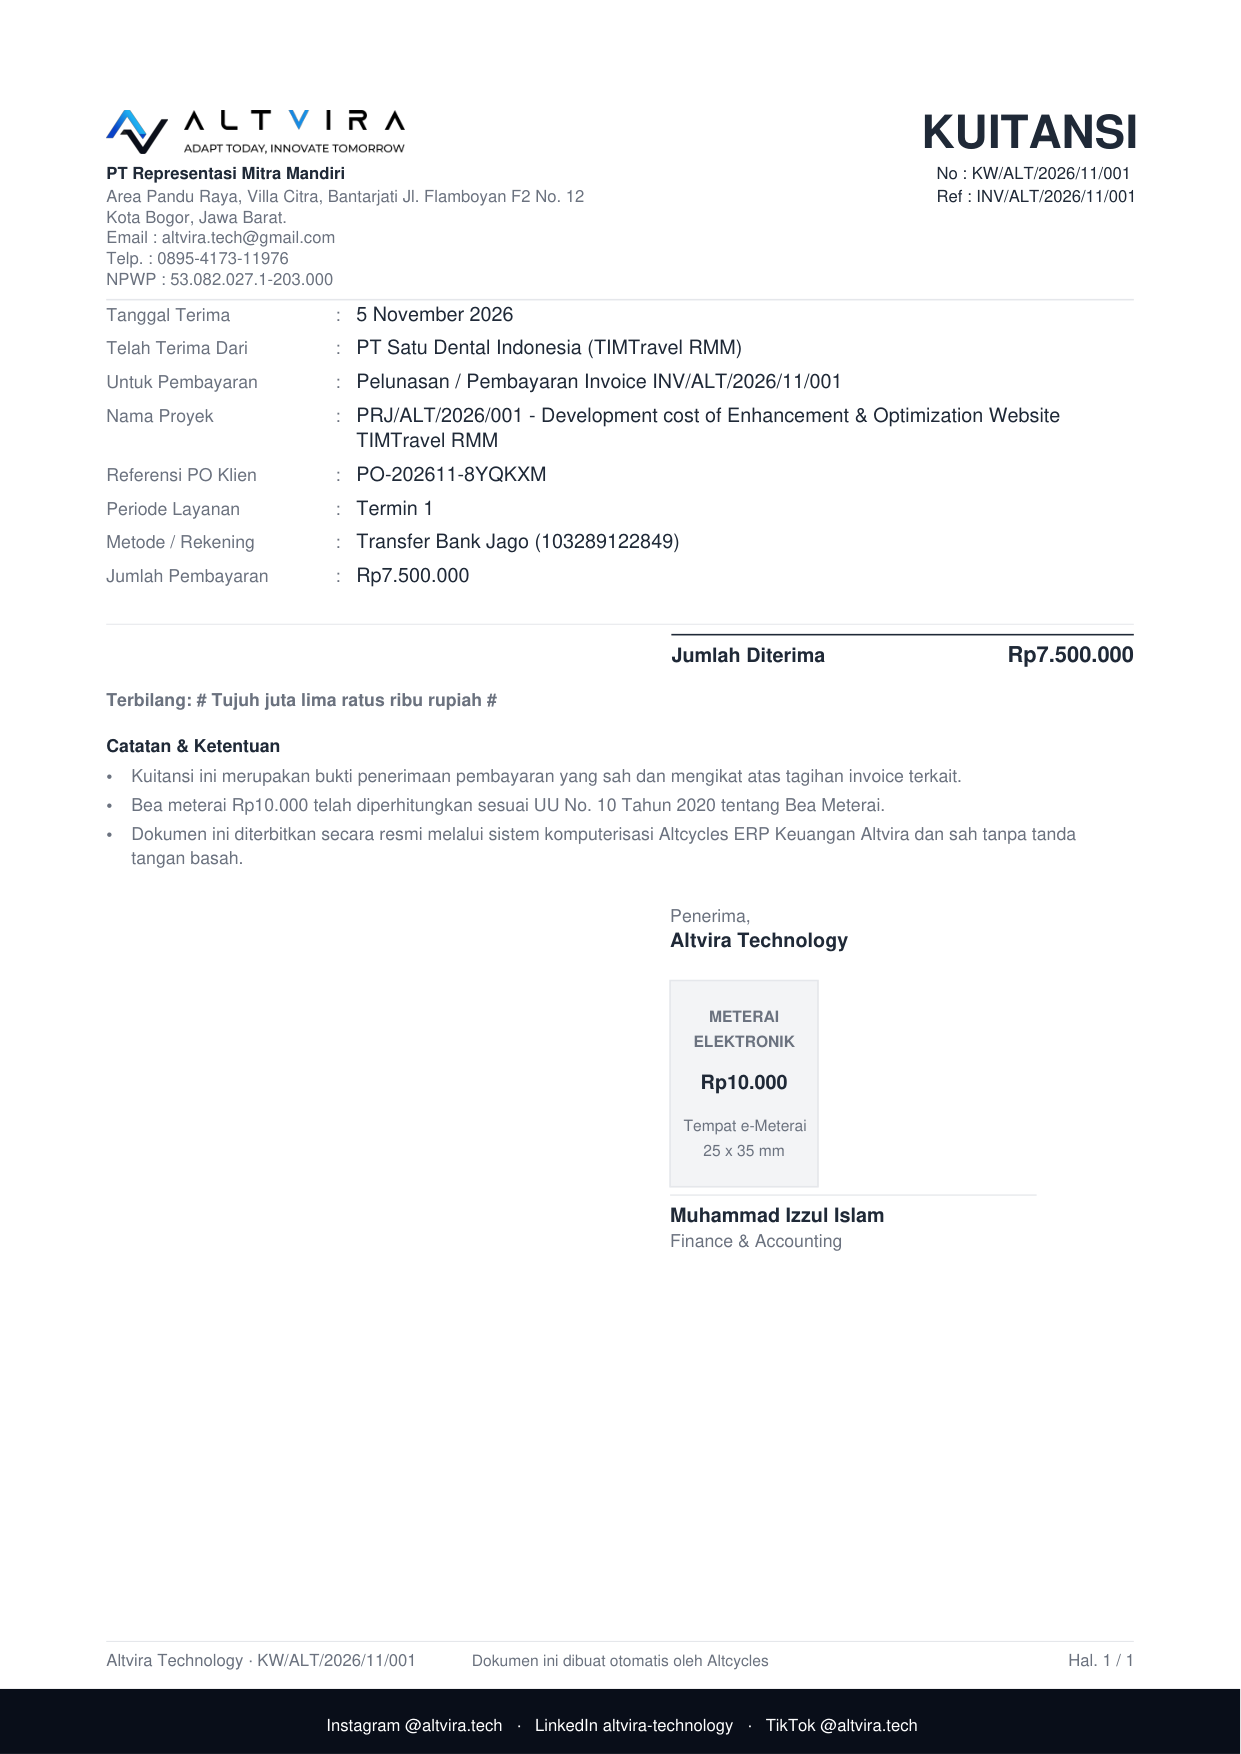 ALTVIRA
ADAPT TODAY, INNOVATE TOMORROW
KUITANSI
PT Representasi Mitra Mandiri
No : KW/ALT/2026/11/001
Area Pandu Raya, Villa Citra, Bantarjati Jl. Flamboyan F2 No. 12
Ref : INV/ALT/2026/11/001
Kota Bogor, Jawa Barat.
Email : altvira.tech@gmail.com
Telp. : 0895-4173-11976
NPWP : 53.082.027.1-203.000
Tanggal Terima : 5 November 2026
Telah Terima Dari : PT Satu Dental Indonesia (TIMTravel RMM)
Untuk Pembayaran : Pelunasan / Pembayaran Invoice INV/ALT/2026/11/001
Nama Proyek : PRJ/ALT/2026/001 - Development cost of Enhancement & Optimization Website
TIMTravel RMM
Referensi PO Klien : PO-202611-8YQKXM
Periode Layanan : Termin 1
Metode / Rekening : Transfer Bank Jago (103289122849)
Jumlah Pembayaran : Rp7.500.000
Jumlah Diterima Rp7.500.000
Terbilang: # Tujuh juta lima ratus ribu rupiah #
Catatan & Ketentuan
• Kuitansi ini merupakan bukti penerimaan pembayaran yang sah dan mengikat atas tagihan invoice terkait.
• Bea meterai Rp10.000 telah diperhitungkan sesuai UU No. 10 Tahun 2020 tentang Bea Meterai.
• Dokumen ini diterbitkan secara resmi melalui sistem komputerisasi Altcycles ERP Keuangan Altvira dan sah tanpa tanda
tangan basah.
Penerima,
Altvira Technology
METERAI
ELEKTRONIK
Rp10.000
Tempat e-Meterai
25 x 35 mm
Muhammad Izzul Islam
Finance & Accounting
Altvira Technology · KW/ALT/2026/11/001 Dokumen ini dibuat otomatis oleh Altcycles Hal. 1 / 1
Instagram @altvira.tech · LinkedIn altvira-technology · TikTok @altvira.tech